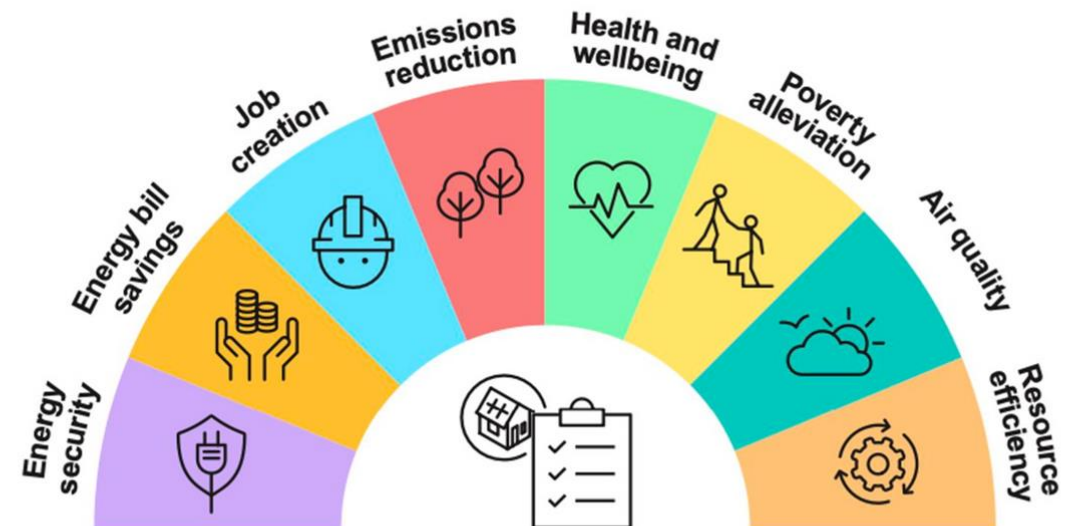 Energy
security
Energy bill
savings
Job
creation
Emissions
reduction
Health and
wellbeing
Poverty
alleviation
Air quality
Resource
efficiency